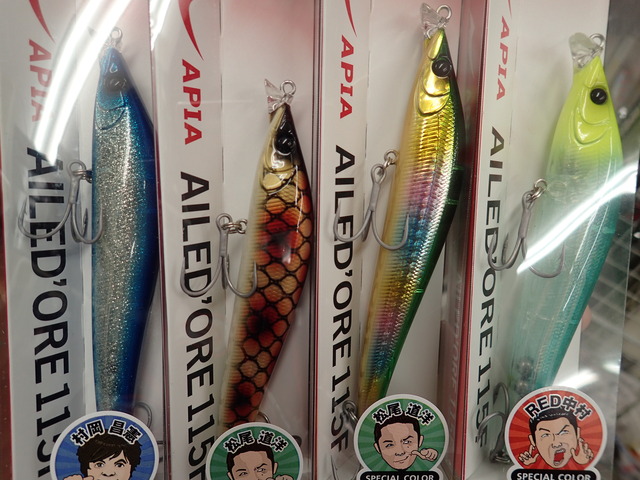 APIA
AILED'ORE 115F
村岡 昌憲
APIA
AILED'ORE 115F
松尾 道洋
APIA
AILED'ORE 115F
松尾 道洋
SPECIAL COLOR
APIA
AILED'ORE 115F
RED中村
SPECIAL COLOR